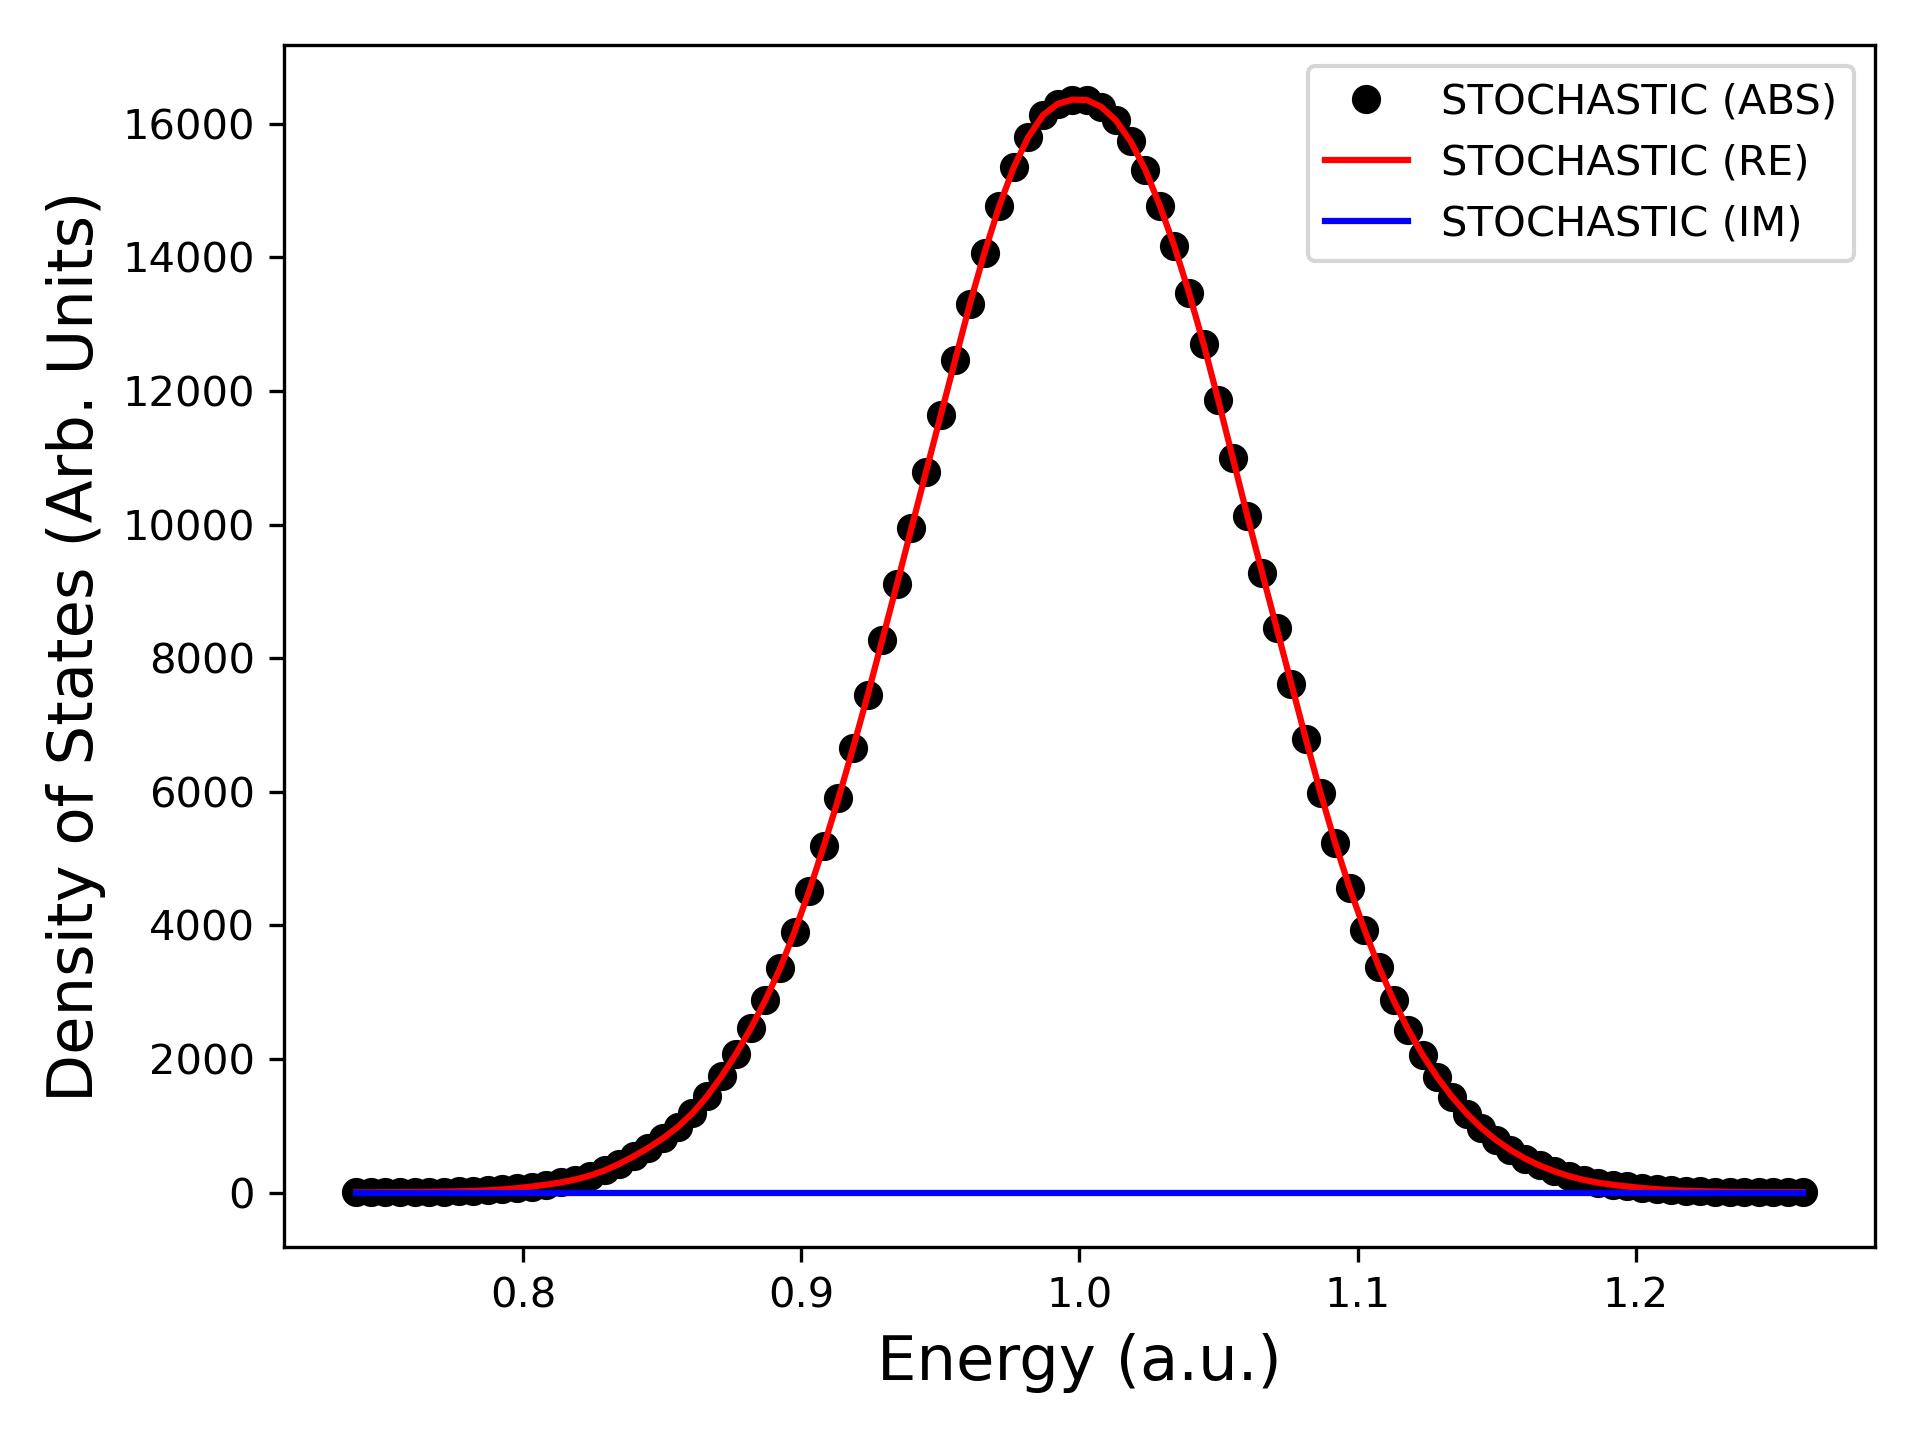 STOCHASTIC (ABS)
STOCHASTIC (RE)
STOCHASTIC (IM)
Density of States (Arb. Units)
16000
14000
12000
10000
8000
6000
4000
2000
0
0.8 0.9 1.0 1.1 1.2
Energy (a.u.)